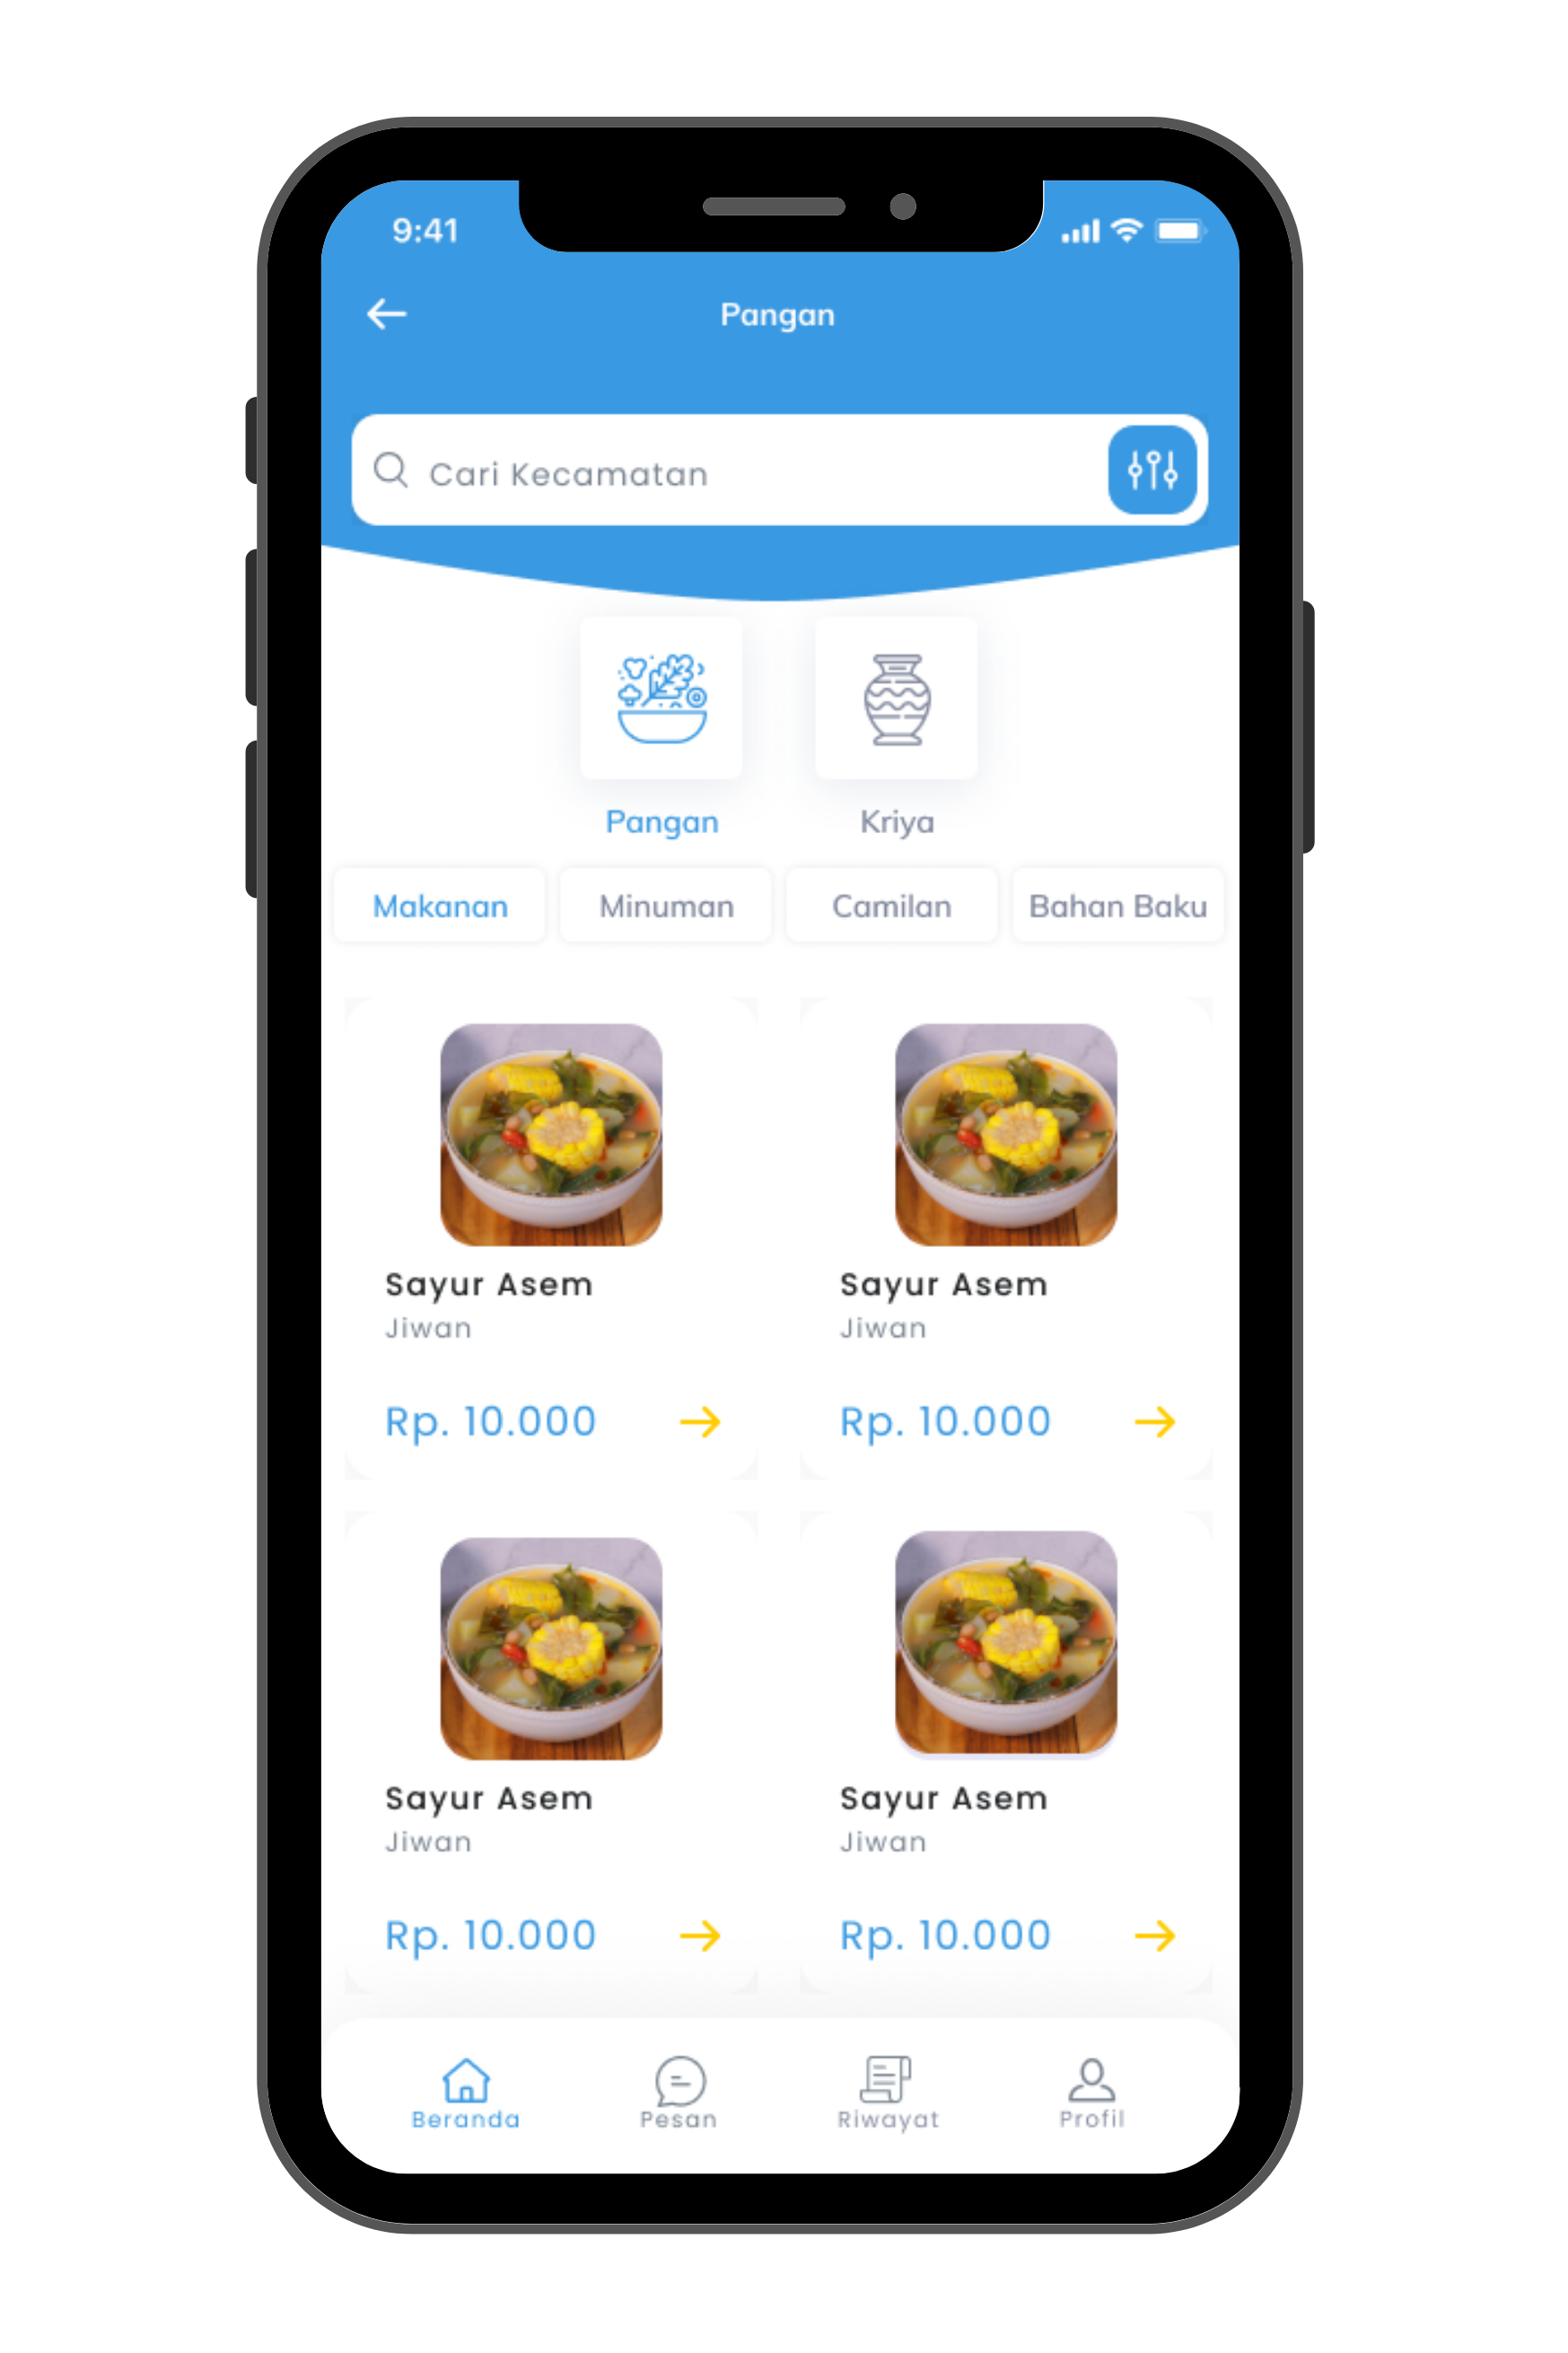 9:41
Pangan
Cari Kecamatan
Pangan Kriya
Makanan Minuman Camilan Bahan Baku
Sayur Asem Sayur Asem
Jiwan Jiwan
Rp. 10.000 Rp. 10.000
Sayur Asem Sayur Asem
Jiwan Jiwan
Rp. 10.000 Rp. 10.000
Beranda Pesan Riwayat Profil